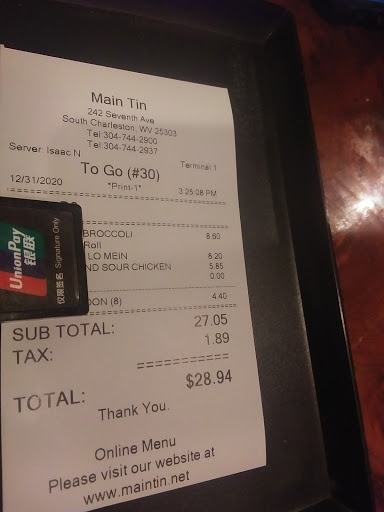 Main Tin
242 Seventh Ave
South Charleston, WV 25303
Tel:304-744-2900
Tel:304-744-2937
Server: Isaac N
Terminal 1
To Go (#30)
12/31/2020
*Print-1*
3:25:08 PM
BROCCOLI 8.60
Roll
LO MEIN 8.20
ND SOUR CHICKEN 5.85
0.00
(8) 4.40
SUB TOTAL: 27.05
TAX: 1.89
===========
TOTAL: $28.94
Thank You.
Online Menu
Please visit our website at
www.maintin.net
UnionPay
银联
Signature Only
仅限签名